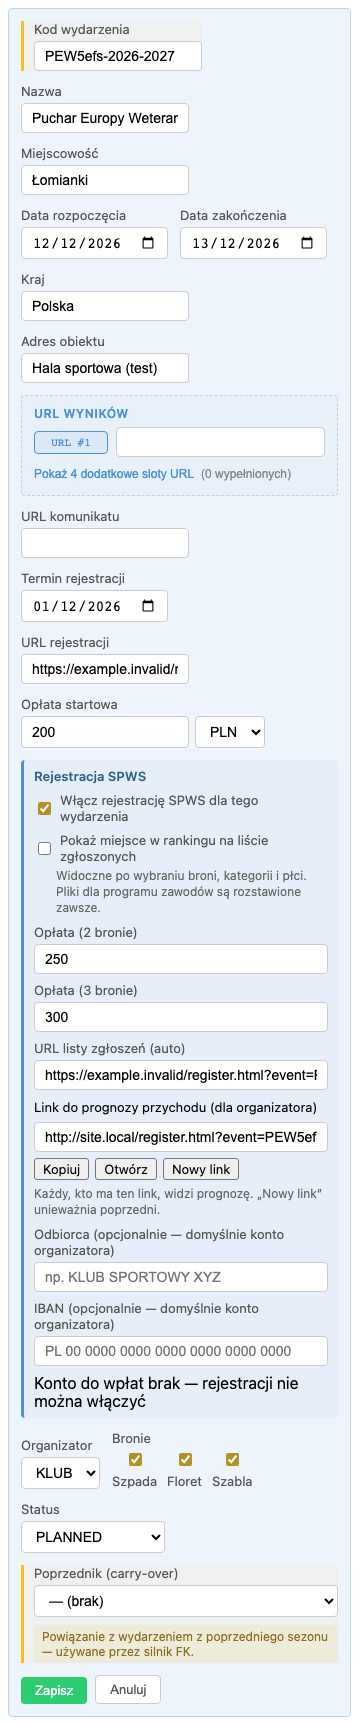 Kod wydarzenia
PEW5efs-2026-2027
Nazwa
Puchar Europy Weterar
Miejscowość
Łomianki
Data rozpoczęcia Data zakończenia
12/12/2026 13/12/2026
Kraj
Polska
Adres obiektu
Hala sportowa (test)
URL WYNIKÓW
URL #1
Pokaż 4 dodatkowe sloty URL (0 wypełnionych)
URL komunikatu
Termin rejestracji
01/12/2026
URL rejestracji
https://example.invalid/r
Opłata startowa
200 PLN
Rejestracja SPWS
Włącz rejestrację SPWS dla tego
wydarzenia
Pokaż miejsce w rankingu na liście
zgłoszonych
Widoczne po wybraniu broni, kategorii i płci.
Pliki dla programu zawodów są rozstawione
zawsze.
Opłata (2 bronie)
250
Opłata (3 bronie)
300
URL listy zgłoszeń (auto)
https://example.invalid/register.html?event=F
Link do prognozy przychodu (dla organizatora)
http://site.local/register.html?event=PEW5ef
Kopiuj Otwórz Nowy link
Każdy, kto ma ten link, widzi prognozę. „Nowy link”
unieważnia poprzedni.
Odbiorca (opcjonalnie — domyślnie konto
organizatora)
np. KLUB SPORTOWY XYZ
IBAN (opcjonalnie — domyślnie konto
organizatora)
PL 00 0000 0000 0000 0000 0000 0000
Konto do wpłat brak — rejestracji nie
można włączyć
Organizator Bronie
KLUB
Szpada Floret Szabla
Status
PLANNED
Poprzednik (carry-over)
— (brak)
Powiązanie z wydarzeniem z poprzedniego sezonu
— używane przez silnik FK.
Zapisz Anuluj